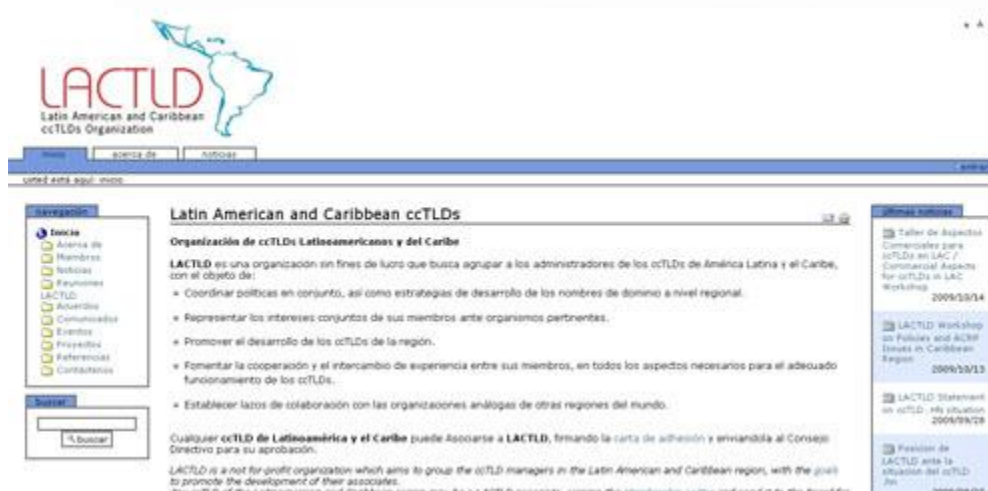 LACTLD
Latin American and Caribbean
ccTLDs Organization
inicio
acerca de
noticias
entrar
usted está aquí: inicio
navegación
Inicio
Acerca de
Miembros
Noticias
Reuniones
LACTLD
Acuerdos
Comunicados
Eventos
Proyectos
Referencias
Contáctenos
buscar
buscar
Latin American and Caribbean ccTLDs
Organización de ccTLDs Latinoamericanos y del Caribe
LACTLD es una organización sin fines de lucro que busca agrupar a los administradores de los ccTLDs de América Latina y el Caribe,
con el objeto de:
Coordinar políticas en conjunto, así como estrategias de desarrollo de los nombres de dominio a nivel regional.
Representar los intereses conjuntos de sus miembros ante organismos pertinentes.
Promover el desarrollo de los ccTLDs de la región.
Fomentar la cooperación y el intercambio de experiencia entre sus miembros, en todos los aspectos necesarios para el adecuado
funcionamiento de los ccTLDs.
Establecer lazos de colaboración con las organizaciones análogas de otras regiones del mundo.
Cualquier ccTLD de Latinoamérica y el Caribe puede Asociarse a LACTLD, firmando la carta de adhesión y enviandola al Consejo
Directivo para su aprobación.
LACTLD is a not for-profit organization which aims to group the ccTLD managers in the Latin American and Caribbean region, with the goals
to promote the development of their associates.
últimas noticias
Taller de Aspectos
Comerciales para
ccTLDs en LAC /
Commercial Aspects
for ccTLDs in LAC
Workshop
2009/10/14
LACTLD Workshop
on Policies and
Issues in Caribbean
Region
2009/10/13
LACTLD Statement
on ccTLD .HN situation
2009/09/28
Posicion de
LACTLD ante la
situacion del ccTLD
.hn